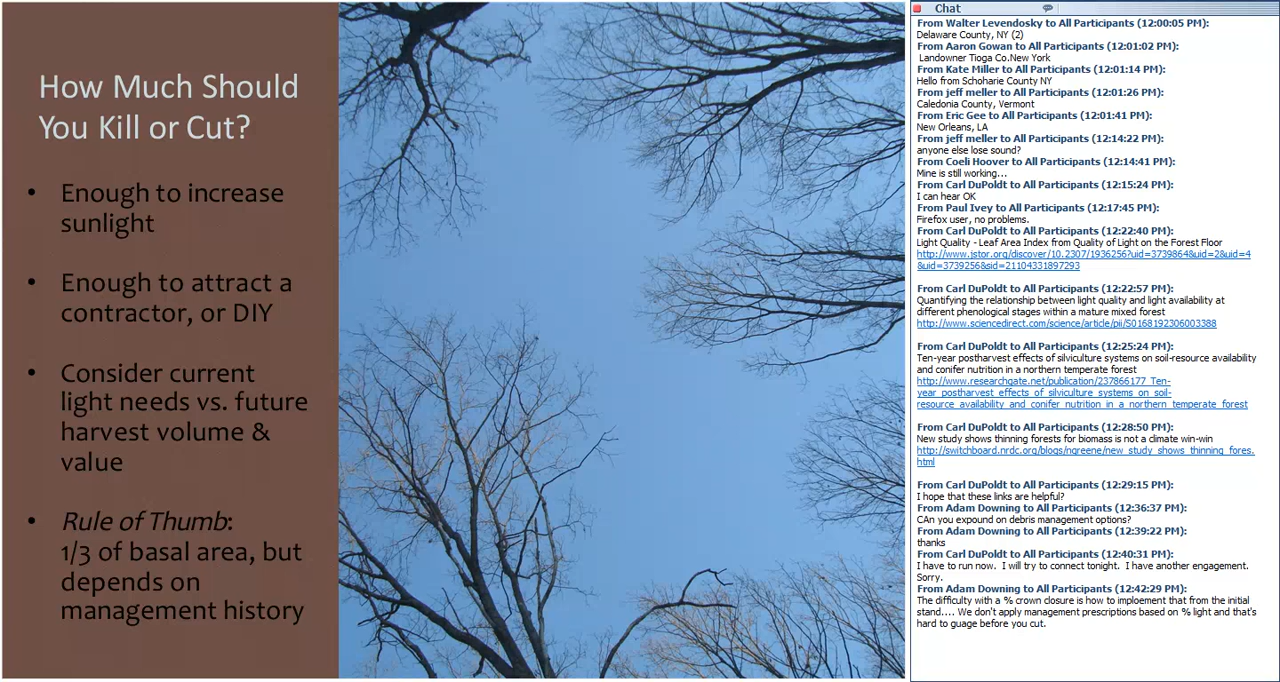 How Much Should
You Kill or Cut?
• Enough to increase
sunlight
• Enough to attract a
contractor, or DIY
• Consider current
light needs vs. future
harvest volume &
value
• Rule of Thumb:
1/3 of basal area, but
depends on
management history
Chat
From Walter Levendosky to All Participants (12:00:05 PM):
Delaware County, NY (2)
From Aaron Gowan to All Participants (12:01:02 PM):
Landowner Tioga Co.New York
From Kate Miller to All Participants (12:01:14 PM):
Hello from Schoharie County NY
From jeff meller to All Participants (12:01:26 PM):
Caledonia County, Vermont
From Eric Gee to All Participants (12:01:41 PM):
New Orleans, LA
From jeff meller to All Participants (12:14:22 PM):
anyone else lose sound?
From Coeli Hoover to All Participants (12:14:41 PM):
Mine is still working...
From Carl DuPoldt to All Participants (12:15:24 PM):
I can hear OK
From Paul Ivey to All Participants (12:17:45 PM):
Firefox user, no problems.
From Carl DuPoldt to All Participants (12:22:40 PM):
Light Quality - Leaf Area Index from Quality of Light on the Forest Floor
http://www.jstor.org/discover/10.2307/1936256?uid=3739864&uid=2&uid=4
&uid=3739256&sid=21104331897293
From Carl DuPoldt to All Participants (12:22:57 PM):
Quantifying the relationship between light quality and light availability at
different phenological stages within a mature mixed forest
http://www.sciencedirect.com/science/article/pii/S0168192306003388
From Carl DuPoldt to All Participants (12:25:24 PM):
Ten-year postharvest effects of silviculture systems on soil-resource availability
and conifer nutrition in a northern temperate forest
http://www.researchgate.net/publication/237866177_Ten-
year_postharvest_effects_of_silviculture_systems_on_soil-
resource_availability_and_conifer_nutrition_in_a_northern_temperate_forest
From Carl DuPoldt to All Participants (12:28:50 PM):
New study shows thinning forests for biomass is not a climate win-win
http://switchboard.nrdc.org/blogs/ngreene/new_study_shows_thinning_fores.
html
From Carl DuPoldt to All Participants (12:29:15 PM):
I hope that these links are helpful?
From Adam Downing to All Participants (12:36:37 PM):
CAn you expound on debris management options?
From Adam Downing to All Participants (12:39:22 PM):
thanks
From Carl DuPoldt to All Participants (12:40:31 PM):
I have to run now. I will try to connect tonight. I have another engagement.
Sorry.
From Adam Downing to All Participants (12:42:29 PM):
The difficulty with a % crown closure is how to imploement that from the initial
stand.... We don't apply management prescriptions based on % light and that's
hard to guage before you cut.